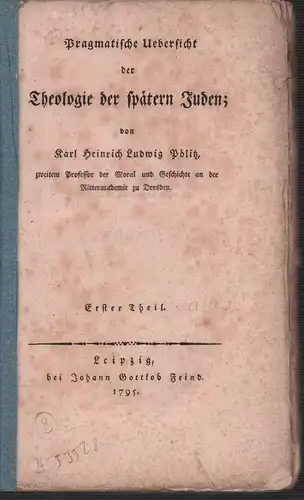 Pragmatische Uebersicht
der
Theologie der spätern Juden;
von
Karl Heinrich Ludwig Pölitz,
zweitem Professor der Moral und Geschichte an der
Ritteracademie zu Dresden.
Erster Theil.
Leipzig,
bei Johann Gottlob Feind.
1795.